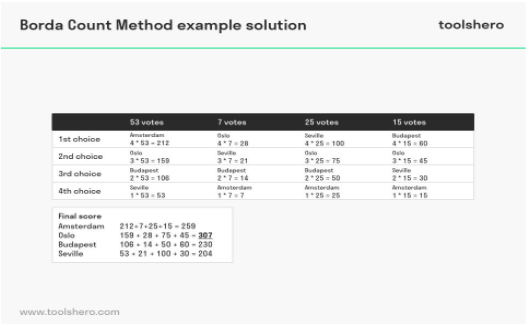 Borda Count Method example solution
toolshero
53 votes 7 votes 25 votes 15 votes
1st choice Amsterdam Oslo Seville Budapest
4 * 53 = 212 4 * 7 = 28 4 * 25 = 100 4 * 15 = 60
2nd choice Oslo Seville Oslo Oslo
3 * 53 = 159 3 * 7 = 21 3 * 25 = 75 3 * 15 = 45
3rd choice Budapest Budapest Budapest Seville
2 * 53 = 106 2 * 7 = 14 2 * 25 = 50 2 * 15 = 30
4th choice Seville Amsterdam Amsterdam Amsterdam
1 * 53 = 53 1 * 7 = 7 1 * 25 = 25 1 * 15 = 15
Final score
Amsterdam 212+7+25+15 = 259
Oslo 159 + 28 + 75 + 45 = 307
Budapest 106 + 14 + 50 + 60 = 230
Seville 53 + 21 + 100 + 30 = 204
www.toolshero.com